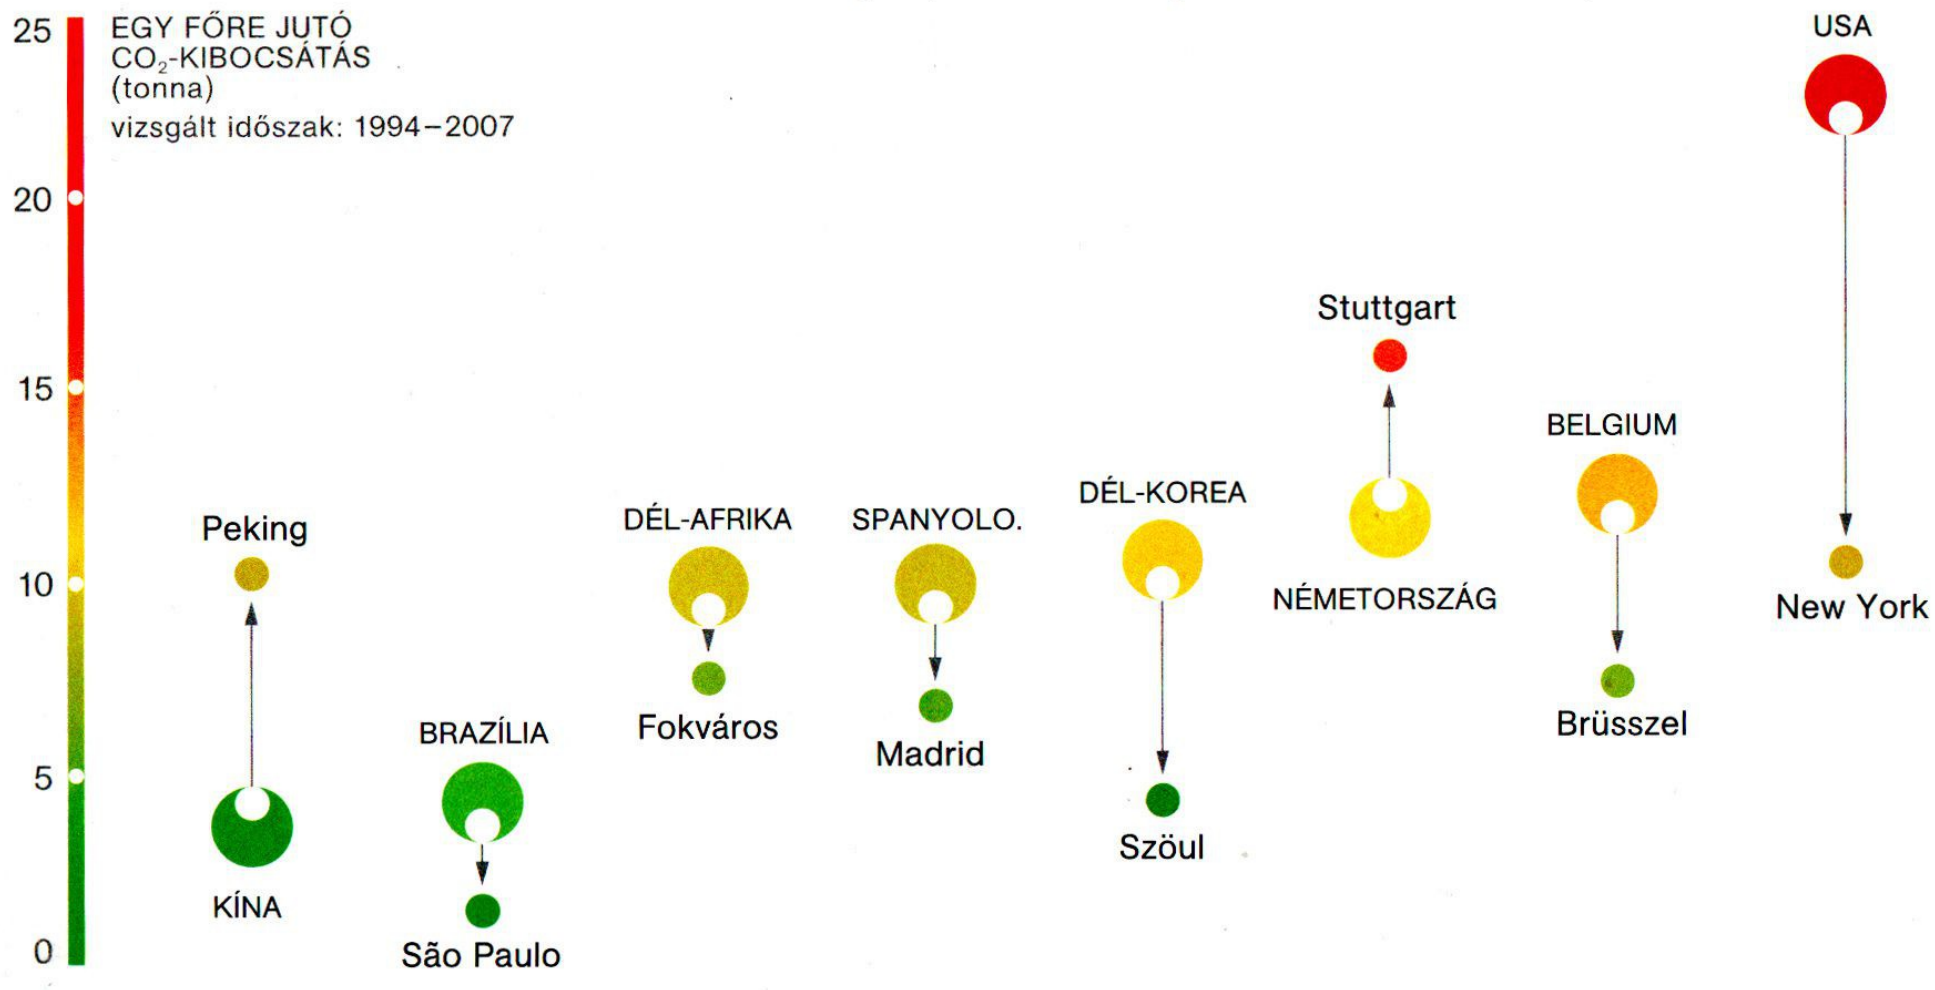 25
EGY FŐRE JUTÓ
CO₂-KIBOCSÁTÁS
(tonna)
vizsgált időszak: 1994–2007
20
15
10
5
0
Peking
KÍNA
BRAZÍLIA
São Paulo
DÉL-AFRIKA
Fokváros
SPANYOLO.
Madrid
DÉL-KOREA
Szöul
Stuttgart
NÉMETORSZÁG
BELGIUM
Brüsszel
USA
New York